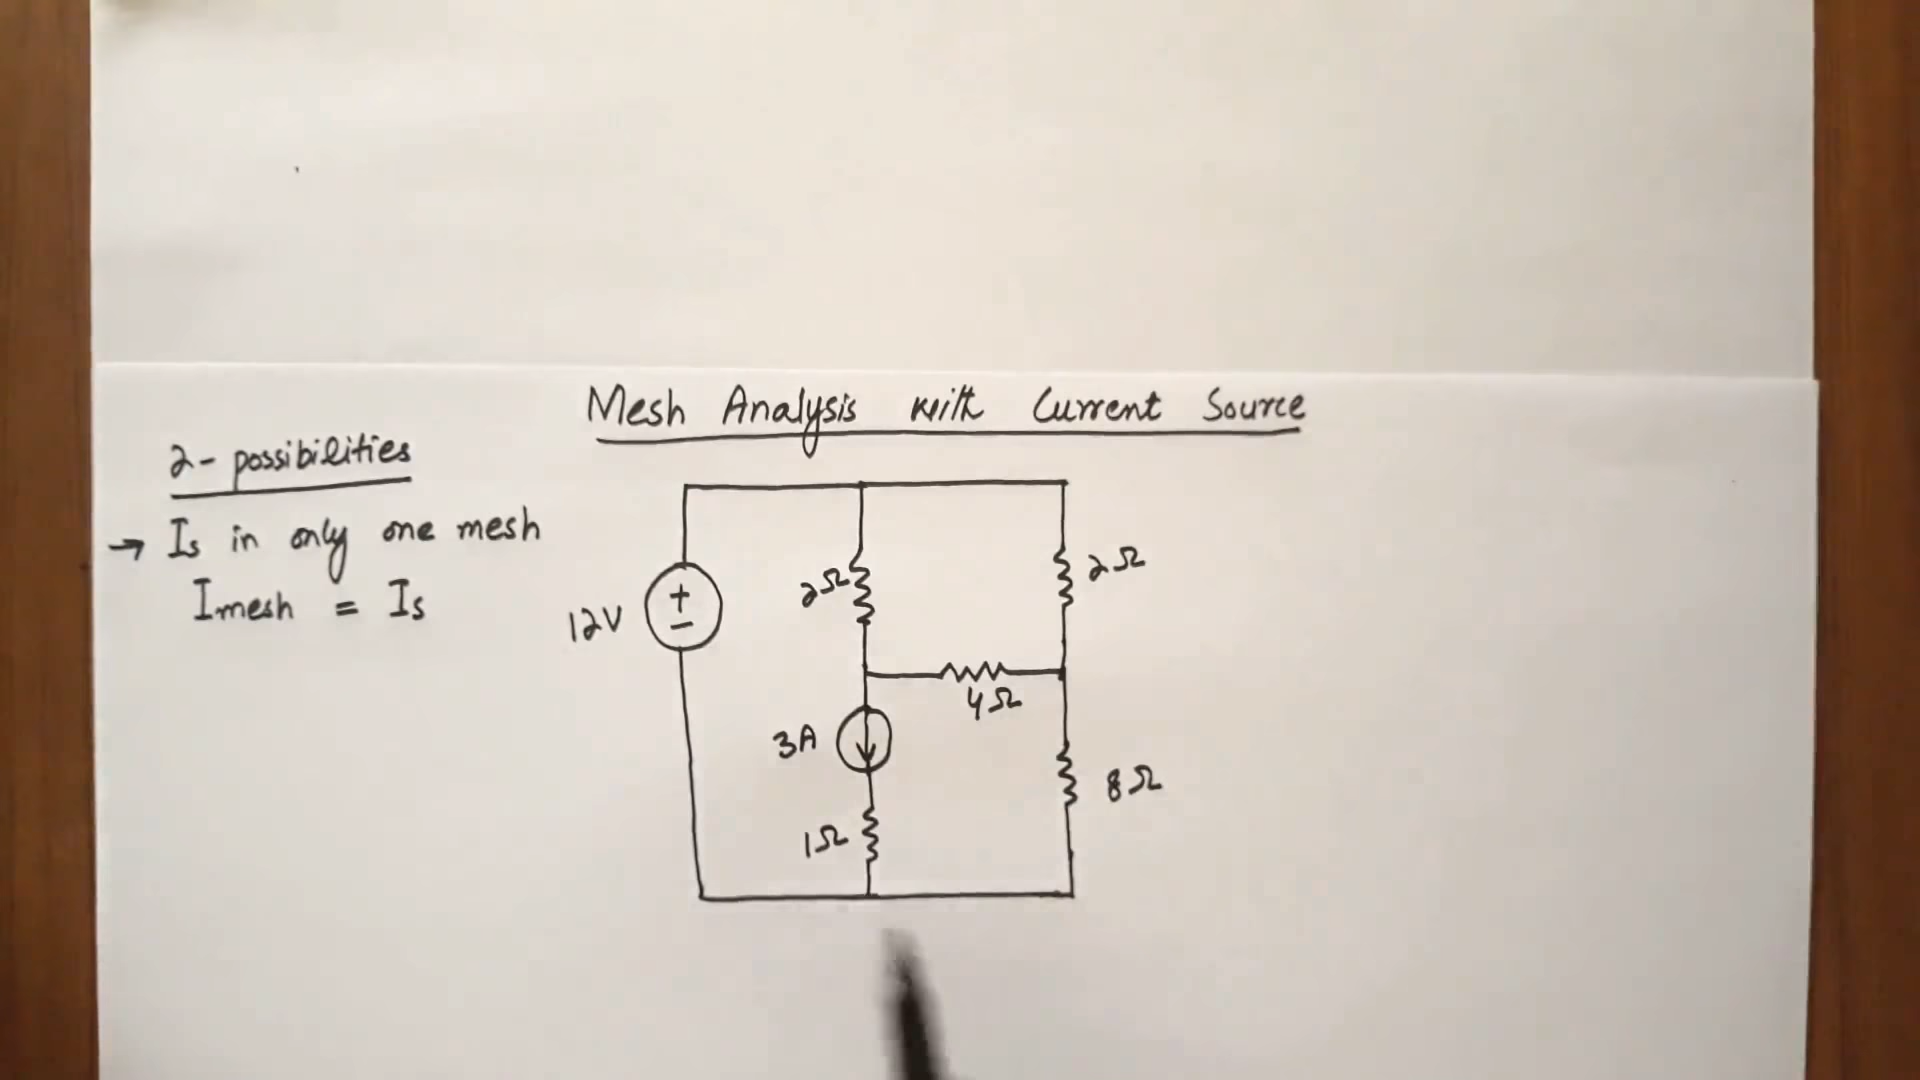 Mesh Analysis with Current Source
2- possibilities
→ Is in only one mesh
Imesh = Is
12V
+
−
2Ω
2Ω
4Ω
3A
8Ω
1Ω